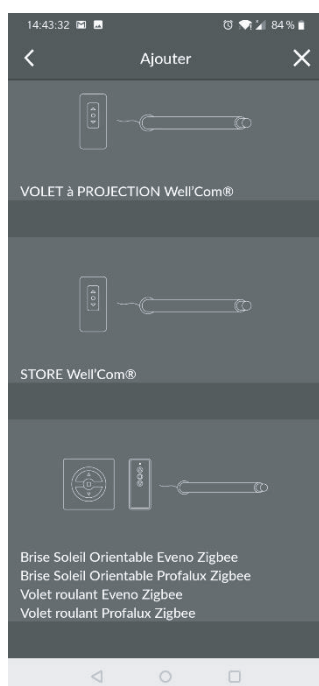 14:43:32 84 %
Ajouter
VOLET à PROJECTION Well'Com®
STORE Well'Com®
Brise Soleil Orientable Eveno Zigbee
Brise Soleil Orientable Profalux Zigbee
Volet roulant Eveno Zigbee
Volet roulant Profalux Zigbee